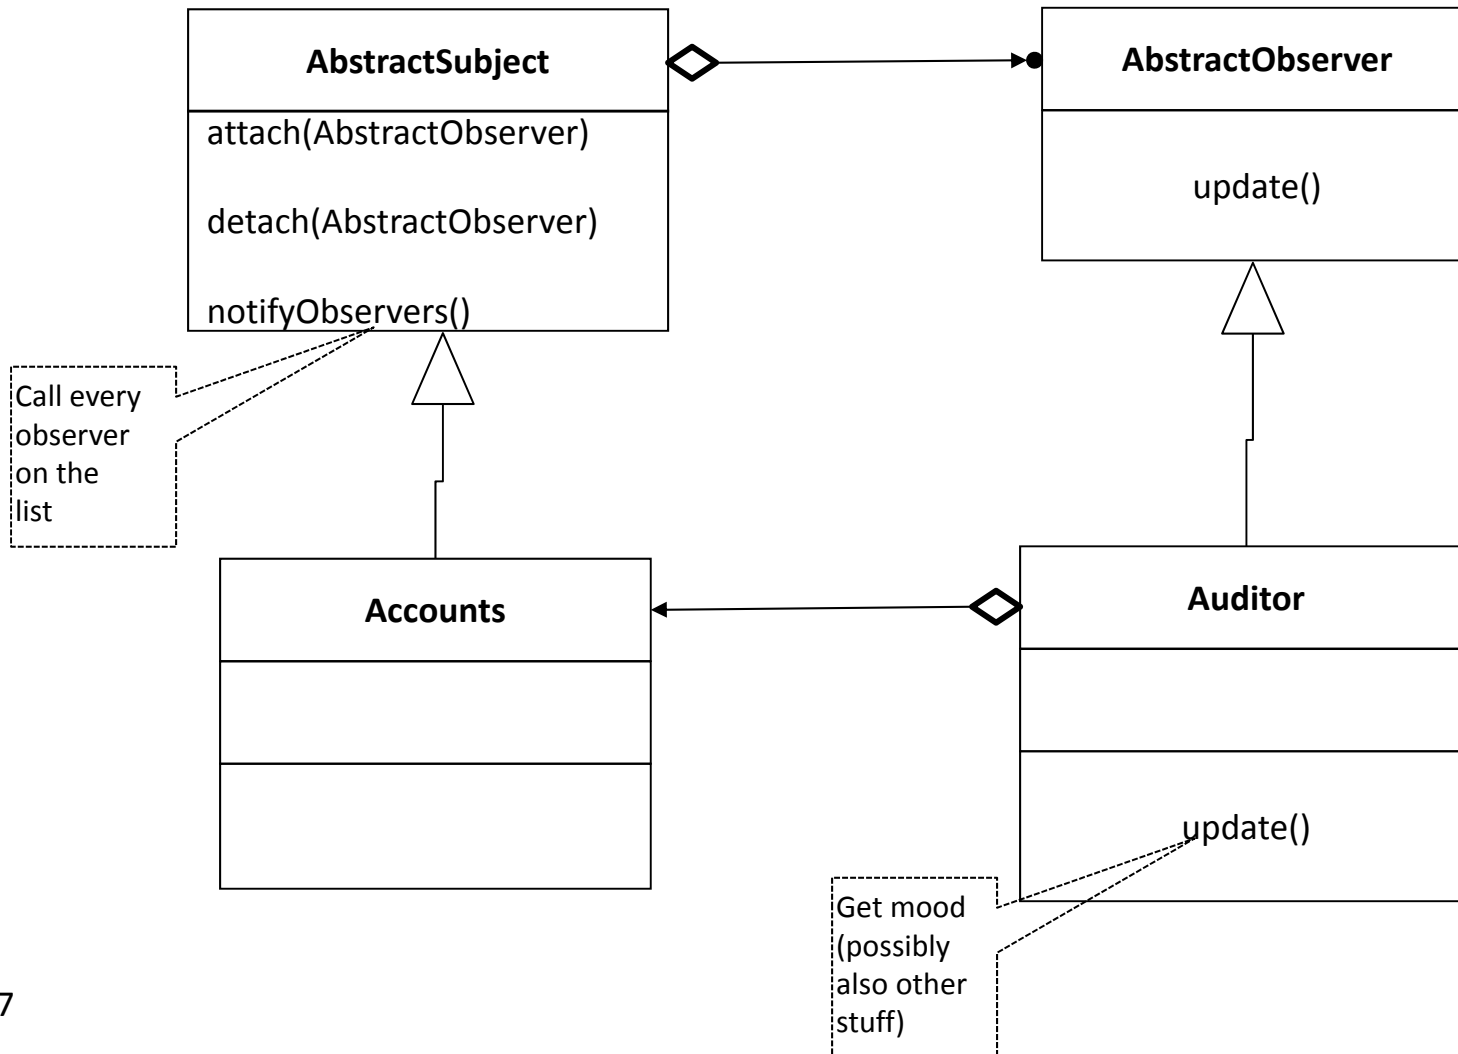 AbstractSubject
attach(AbstractObserver)
detach(AbstractObserver)
notifyObservers()
AbstractObserver
update()
Call every
observer
on the
list
Accounts
Auditor
update()
Get mood
(possibly
also other
stuff)
7